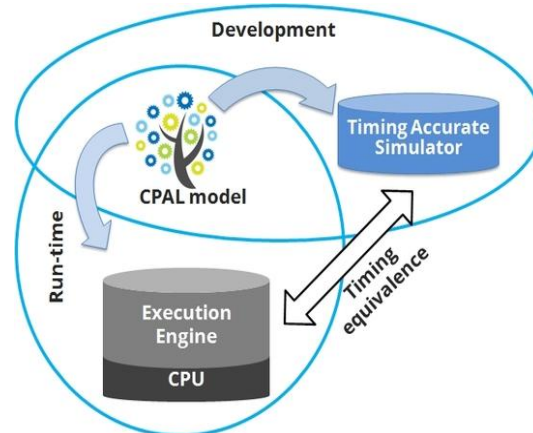 Development
Timing Accurate
Simulator
CPAL model
Run-time
Timing
equivalence
Execution
Engine
CPU